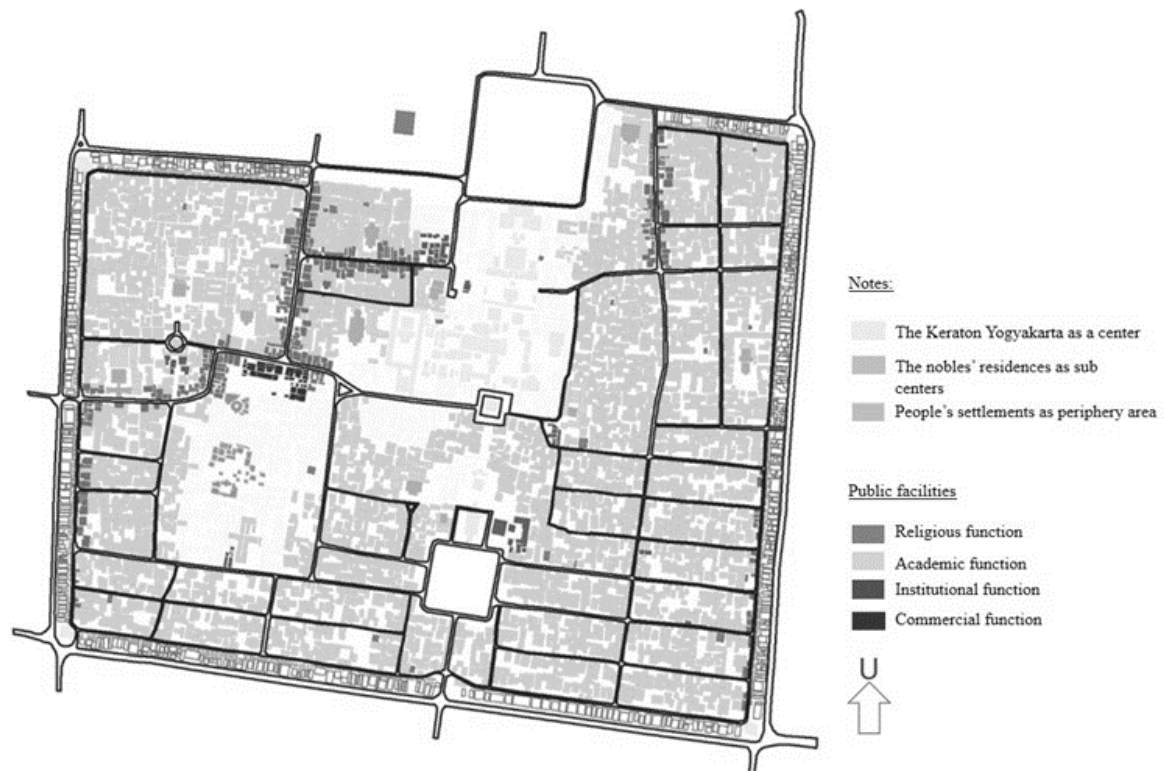 Notes:
The Keraton Yogyakarta as a center
The nobles' residences as sub
centers
People's settlements as periphery area
Public facilities
Religious function
Academic function
Institutional function
Commercial function
U